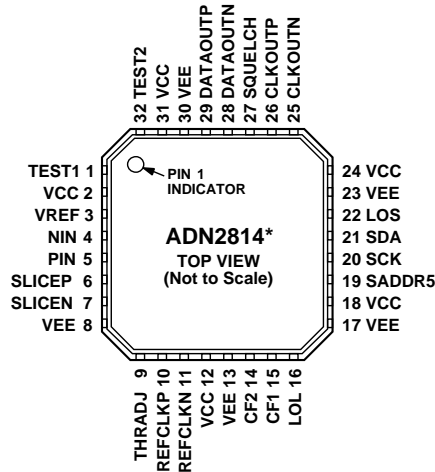 32 TEST2
31 VCC
30 VEE
29 DATAOUTP
28 DATAOUTN
27 SQUELCH
26 CLKOUTP
25 CLKOUTN
TEST1 1
VCC 2
VREF 3
NIN 4
PIN 5
SLICEP 6
SLICEN 7
VEE 8
PIN 1
INDICATOR
ADN2814*
TOP VIEW
(Not to Scale)
24 VCC
23 VEE
22 LOS
21 SDA
20 SCK
19 SADDR5
18 VCC
17 VEE
THRADJ 9
REFCLKP 10
REFCLKN 11
VCC 12
VEE 13
CF2 14
CF1 15
LOL 16